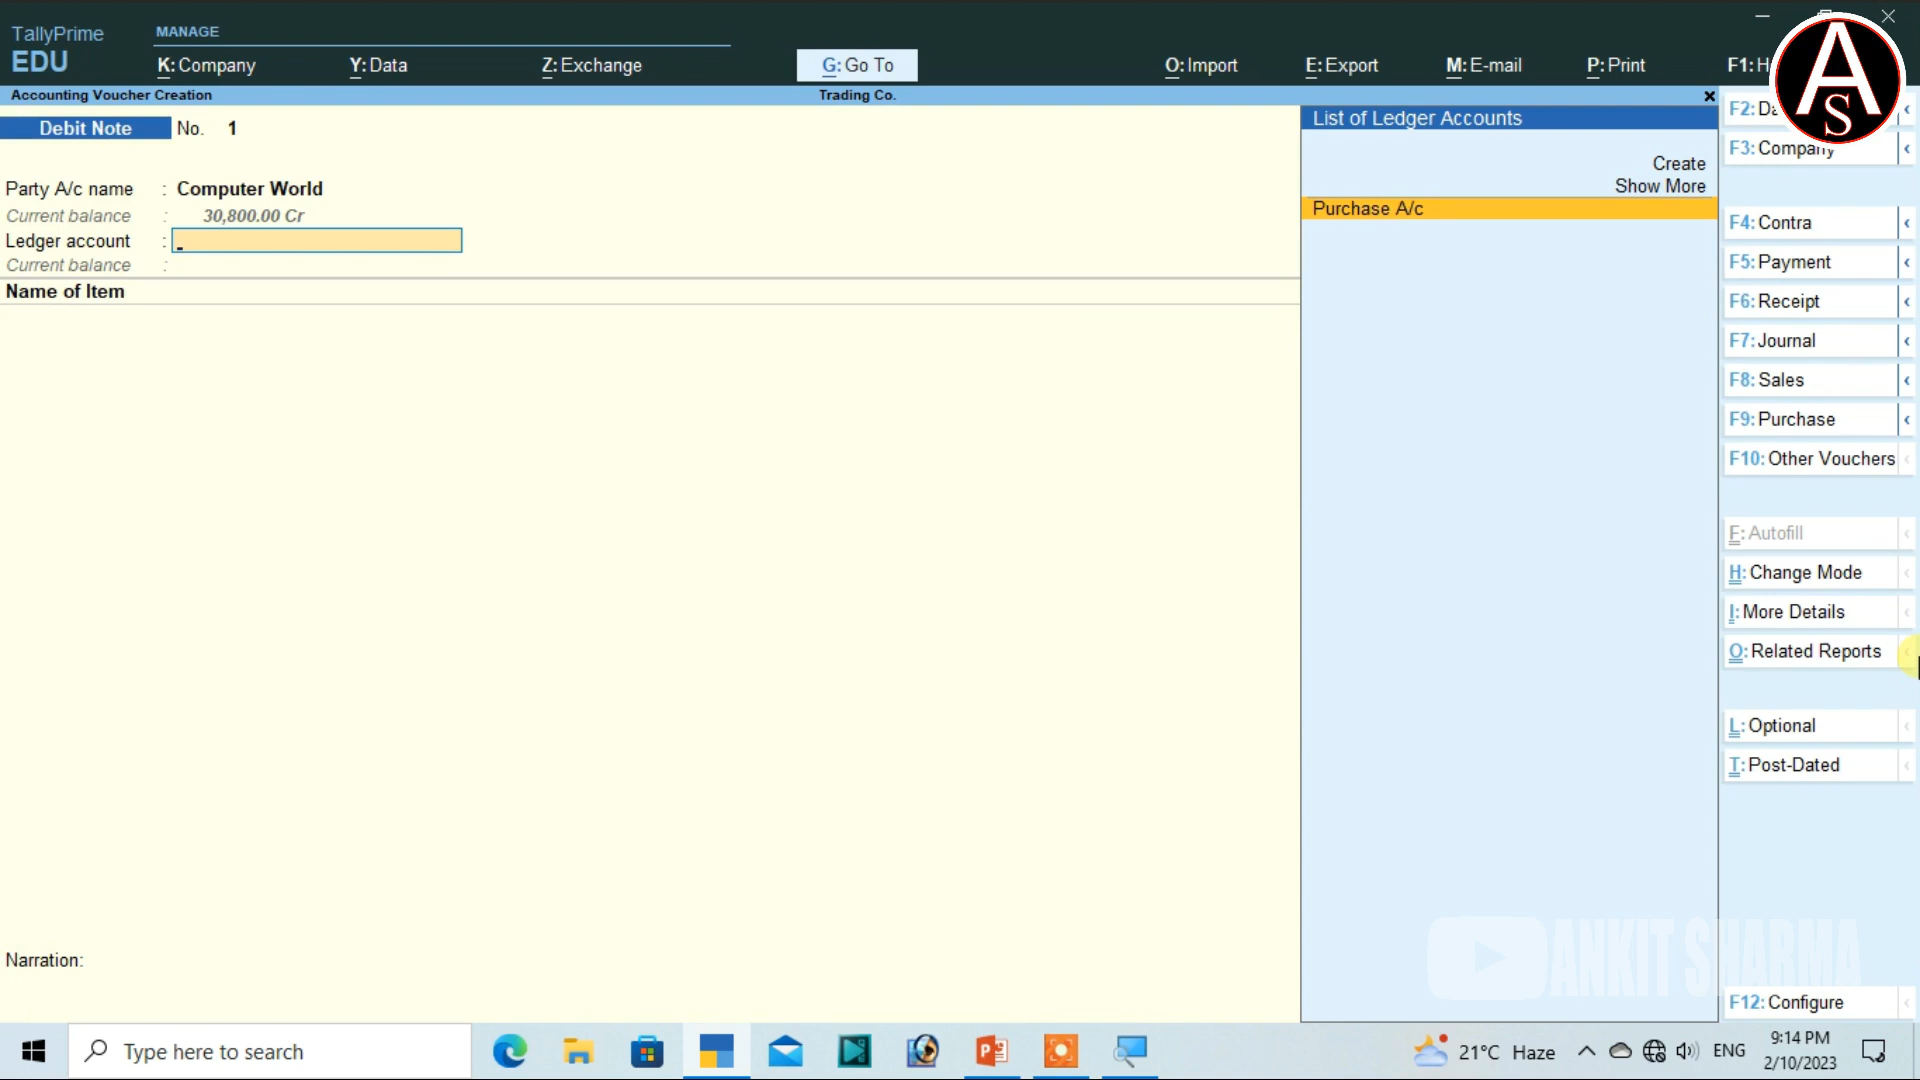 TallyPrime
EDU
MANAGE
K: Company
Y: Data
Z: Exchange
G: Go To
O: Import
E: Export
M: E-mail
P: Print
F1:
AS
Accounting Voucher Creation
Trading Co.
Debit Note No. 1
Party A/c name : Computer World
Current balance : 30,800.00 Cr
Ledger account :
Current balance :
Name of Item
Narration:
List of Ledger Accounts
Create
Show More
Purchase A/c
F2:
F3: Company
F4: Contra
F5: Payment
F6: Receipt
F7: Journal
F8: Sales
F9: Purchase
F10: Other Vouchers
F: Autofill
H: Change Mode
I: More Details
O: Related Reports
L: Optional
T: Post-Dated
ANKIT SHARMA
F12: Configure
Type here to search
21°C Haze
ENG
9:14 PM
2/10/2023